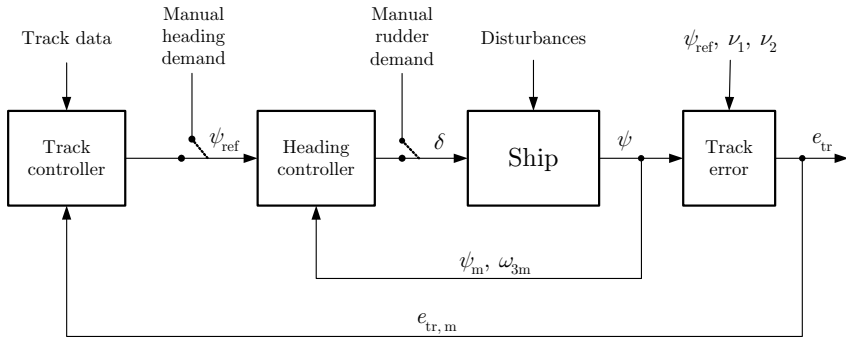 Manual
heading
demand
Manual
rudder
demand
Track data
Disturbances
ψref, ν1, ν2
Track
controller
ψref
Heading
controller
δ
Ship
ψ
Track
error
etr
ψm, ω3m
etr, m